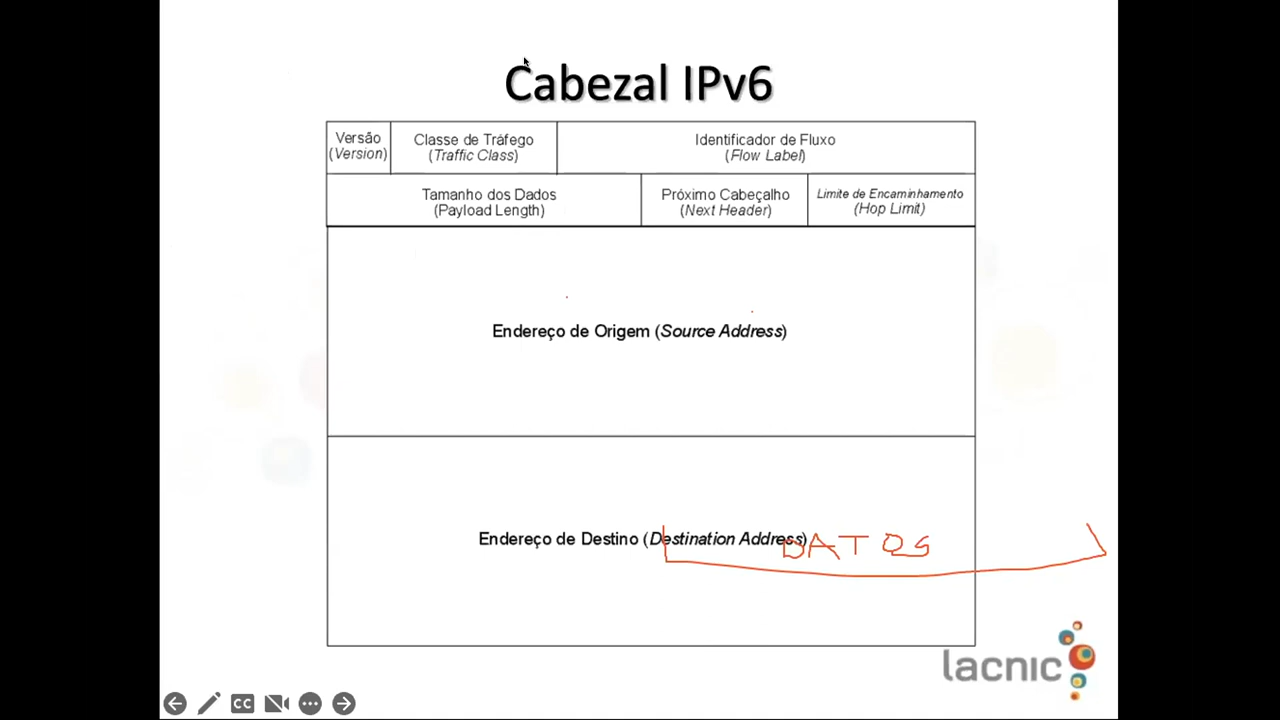 Cabezal IPv6
Versão
(Version)
Classe de Tráfego
(Traffic Class)
Identificador de Fluxo
(Flow Label)
Tamanho dos Dados
(Payload Length)
Próximo Cabeçalho
(Next Header)
Limite de Encaminhamento
(Hop Limit)
Endereço de Origem (Source Address)
Endereço de Destino (Destination Address)
DATOS
lacnic
CC